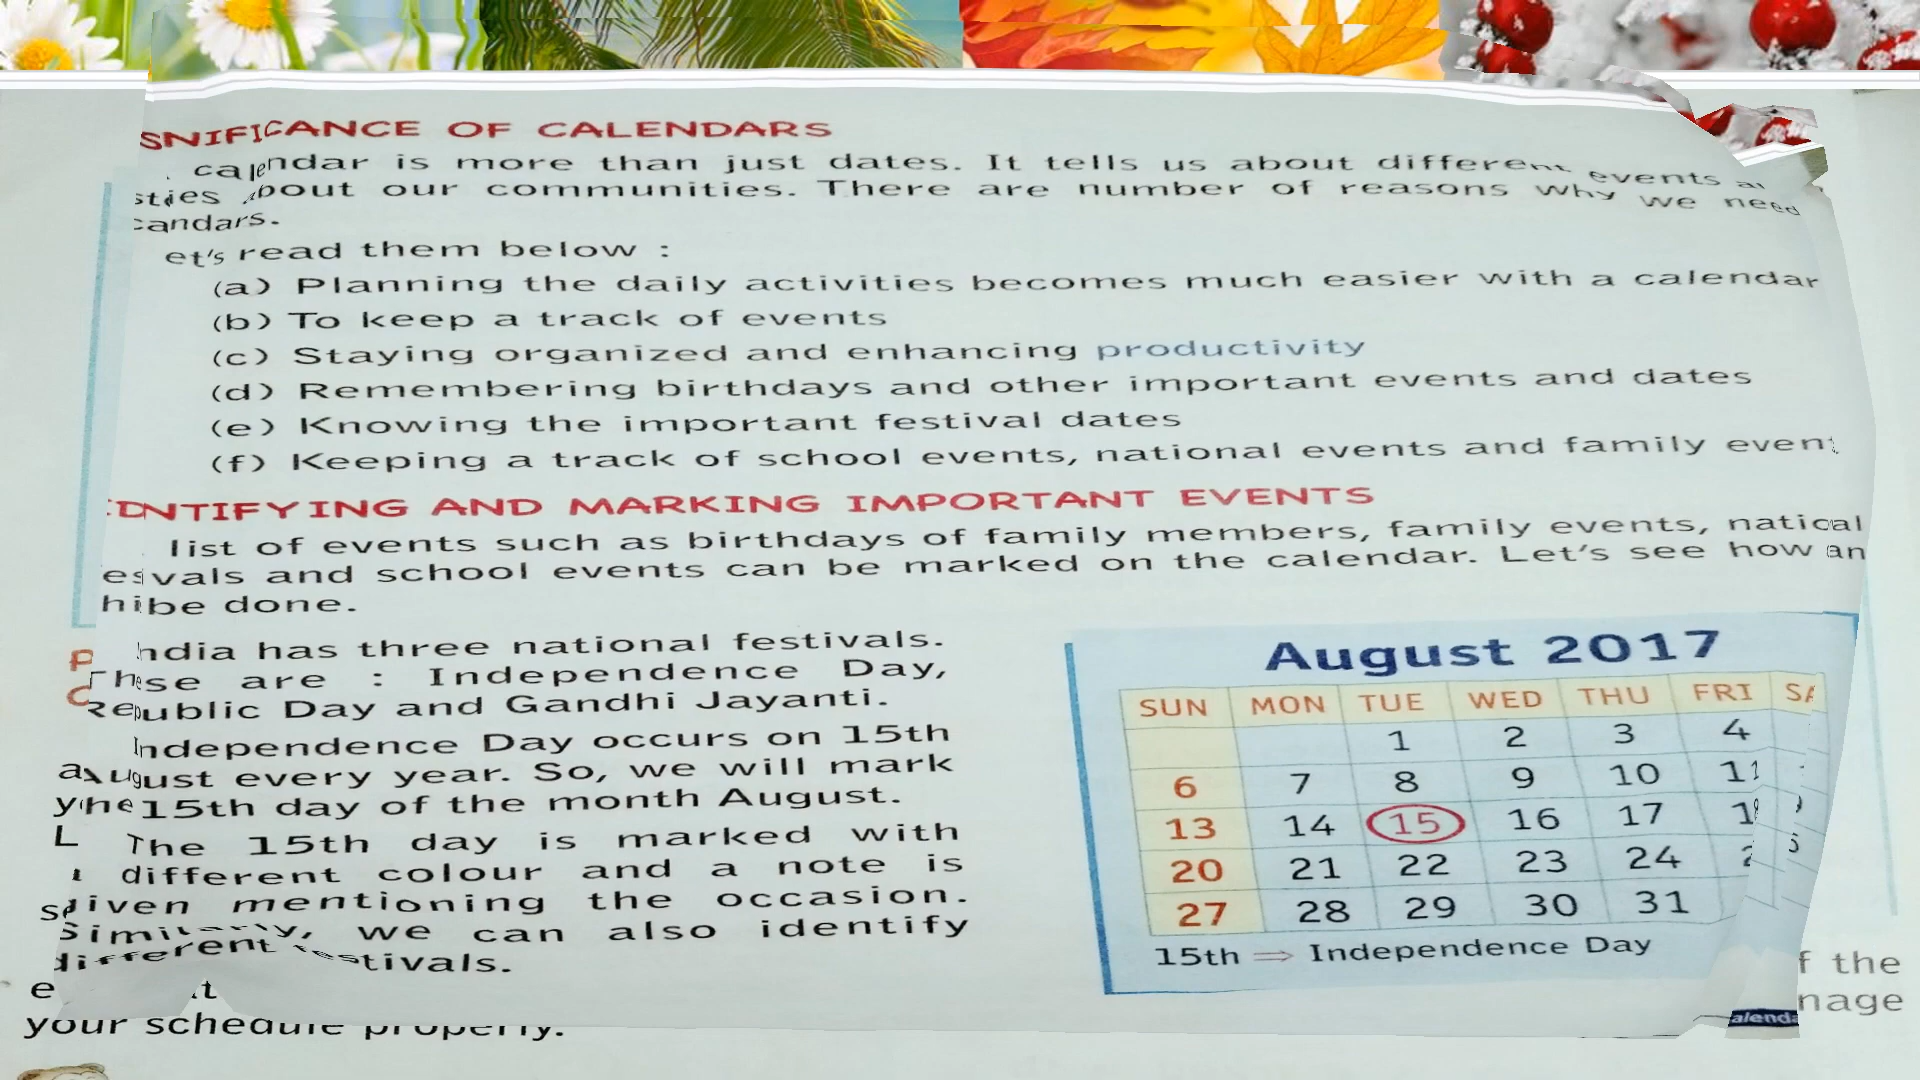 SNIFICANCE OF CALENDARS
calendar is more than just dates. It tells us about different events
about our communities. There are number of reasons why we need
et's read them below :
(a) Planning the daily activities becomes much easier with a calendar
(b) To keep a track of events
(c) Staying organized and enhancing productivity
(d) Remembering birthdays and other important events and dates
(e) Knowing the important festival dates
(f) Keeping a track of school events, national events and family event
NTIFYING AND MARKING IMPORTANT EVENTS
list of events such as birthdays of family members, family events,
vals and school events can be marked on the calendar. Let's see how
be done.
ndia has three national festivals.
These are : Independence Day,
Republic Day and Gandhi Jayanti.
Independence Day occurs on 15th
August every year. So, we will mark
the 15th day of the month August.
The 15th day is marked with
different colour and a note is
given mentioning the occasion.
we can also identify
different
your schedule properly.
August 2017
SUN MON TUE WED THU FRI SA
1 2 3 4
6 7 8 9 10 11
13 14 15 16 17 18
20 21 22 23 24
27 28 29 30 31
15th ⇒ Independence Day
f the
nage